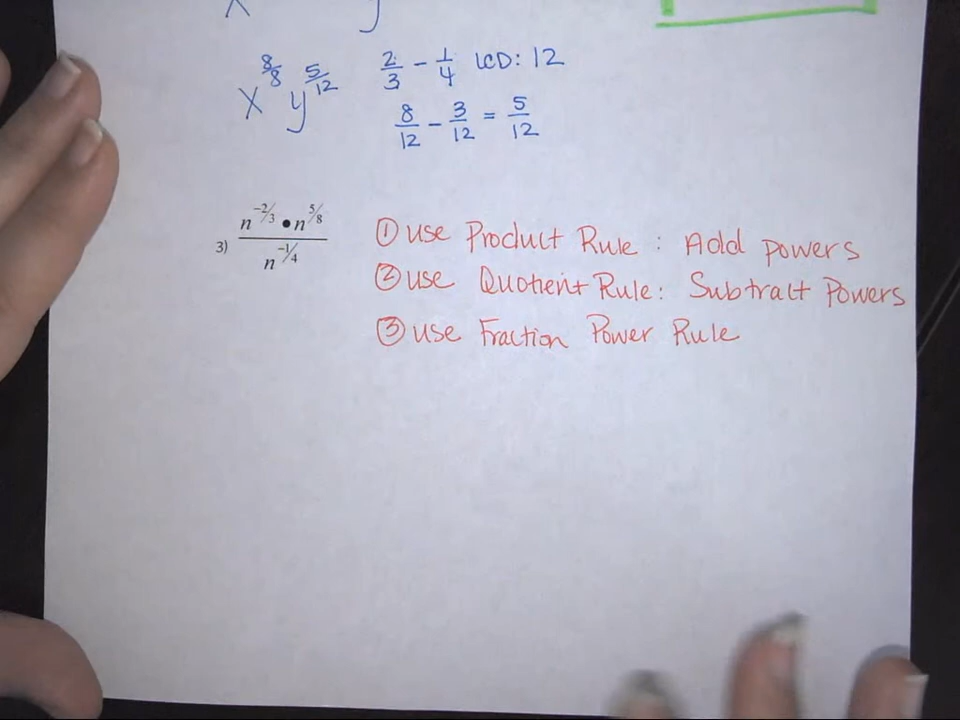 x y
x^8/8 y^5/12 2/3 − 1/4 LCD: 12
8/12 − 3/12 = 5/12
3) n^-2/3 • n^5/8 / n^-1/4
① use Product Rule : Add powers
② use Quotient Rule: Subtract Powers
③ use Fraction Power Rule